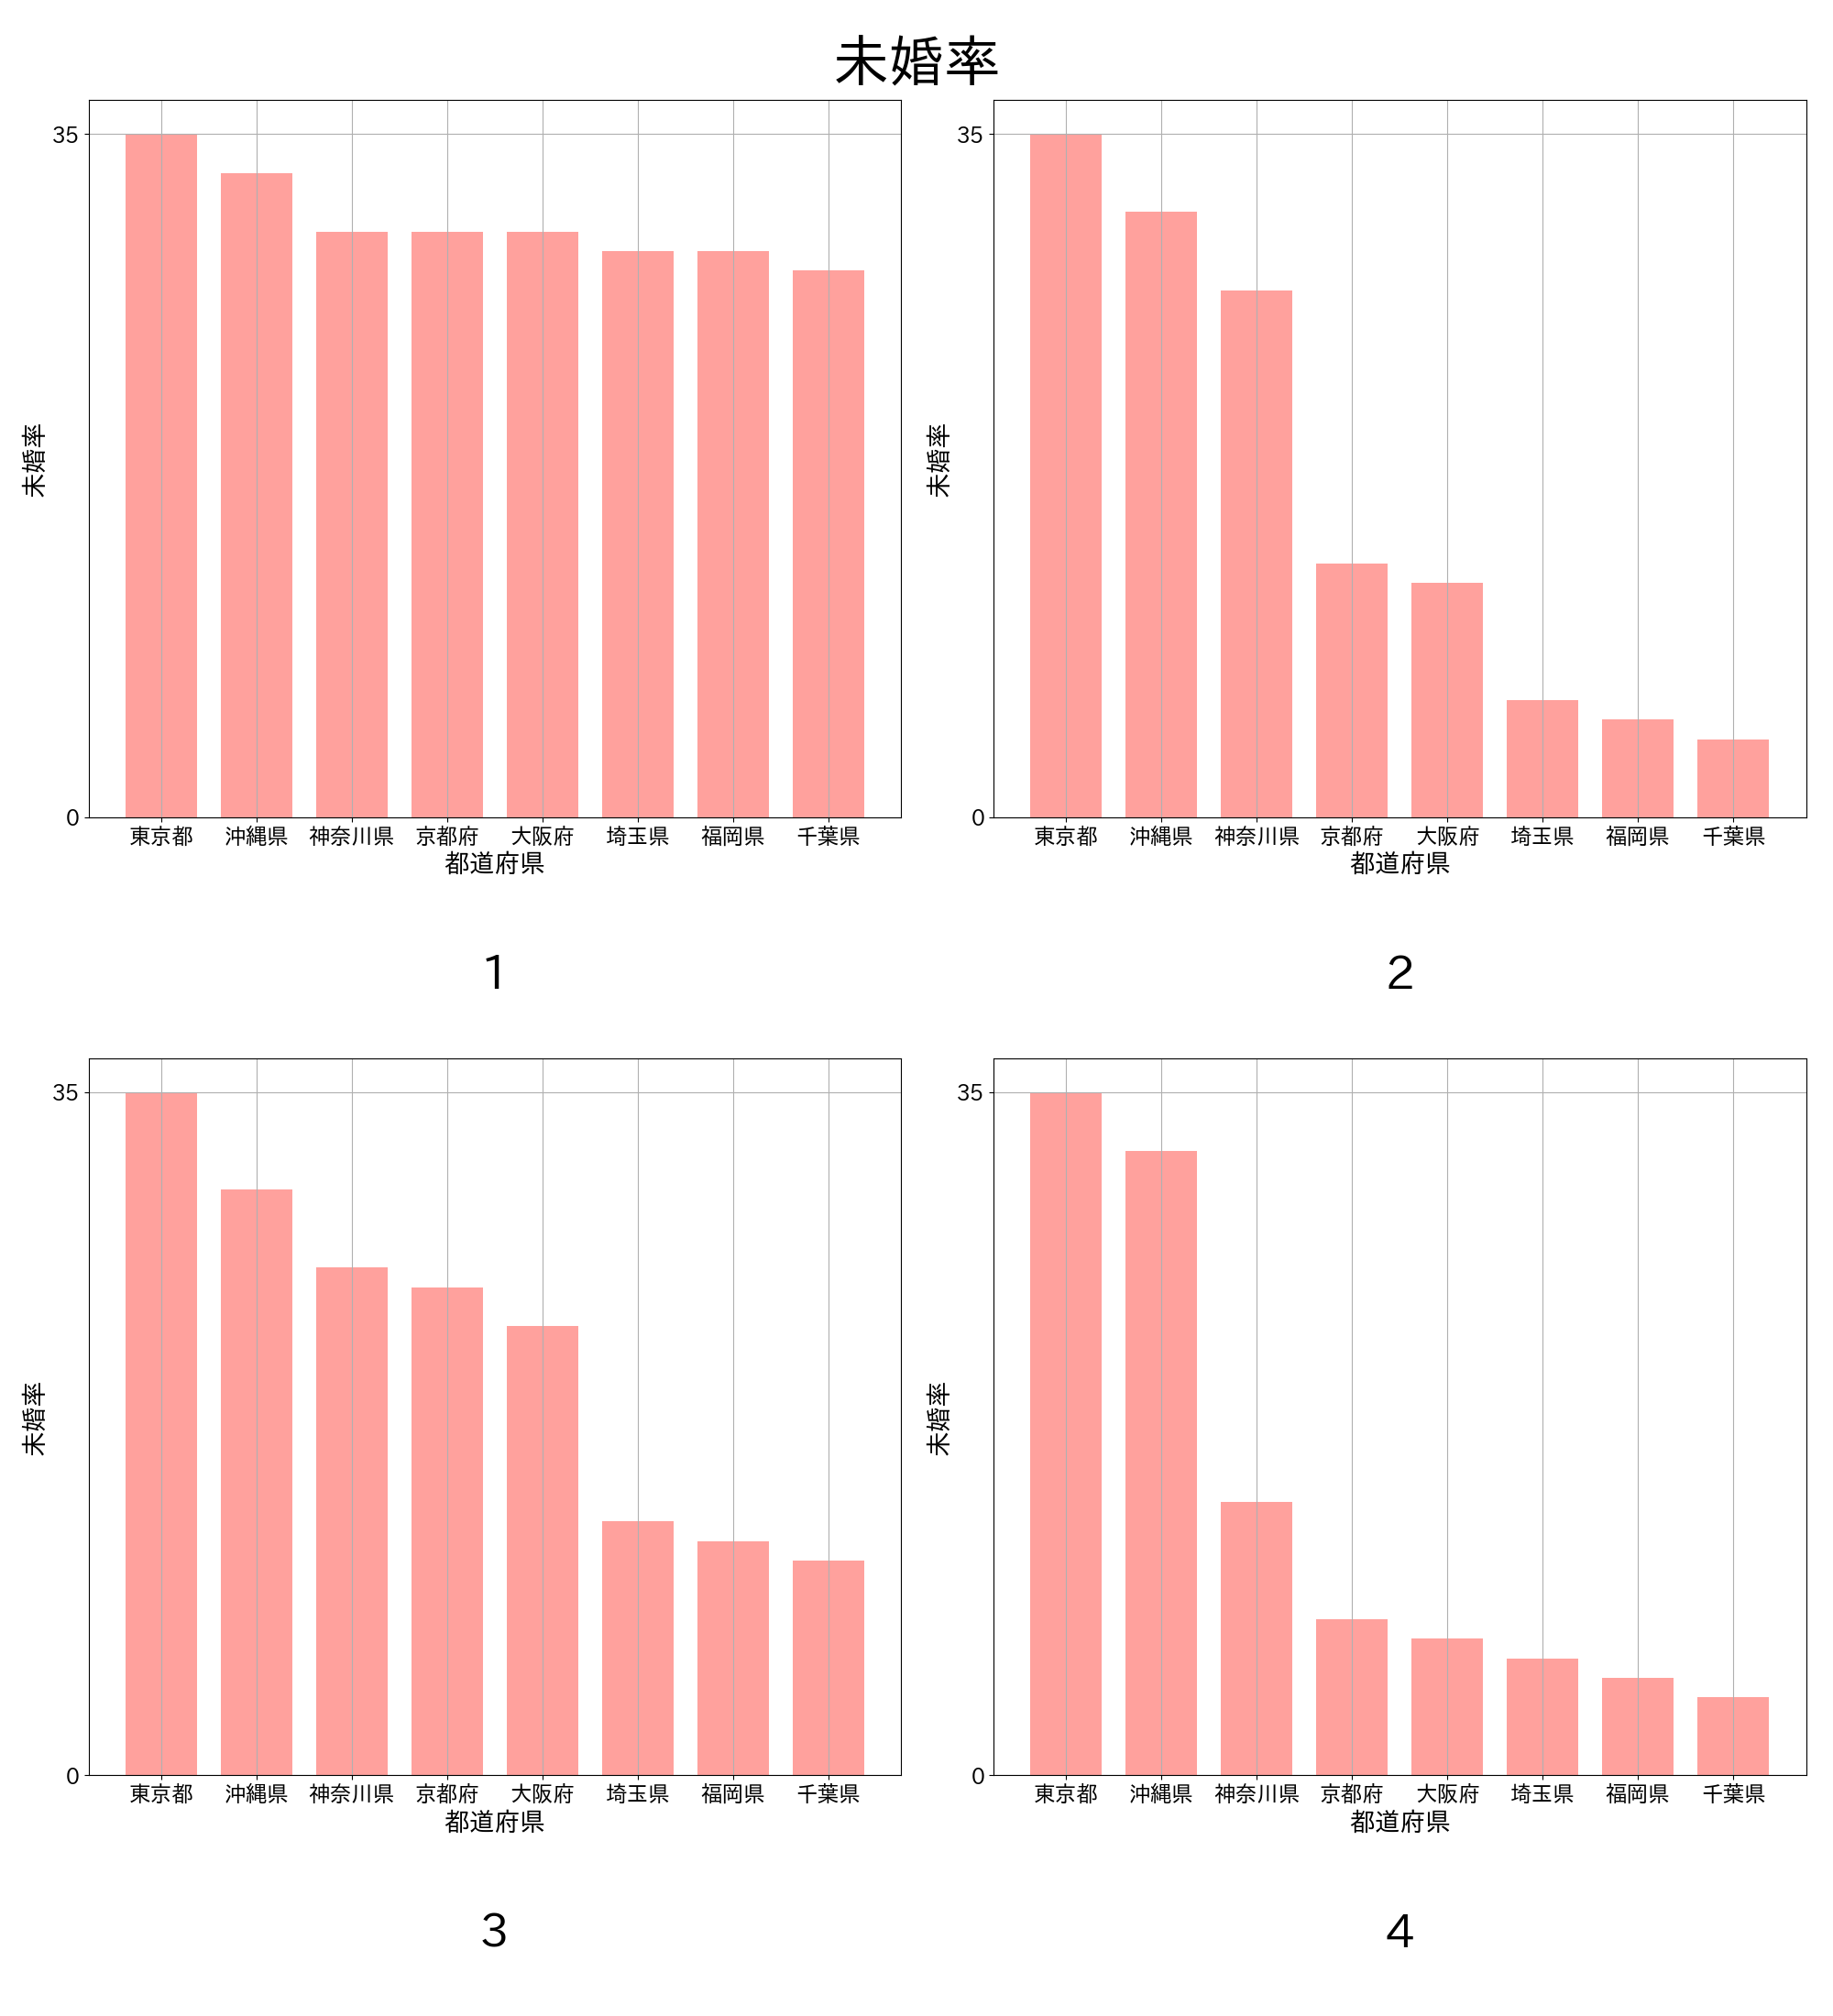 未婚率
35
0
未婚率
東京都 沖縄県 神奈川県 京都府 大阪府 埼玉県 福岡県 千葉県
都道府県
1
35
0
未婚率
東京都 沖縄県 神奈川県 京都府 大阪府 埼玉県 福岡県 千葉県
都道府県
2
35
0
未婚率
東京都 沖縄県 神奈川県 京都府 大阪府 埼玉県 福岡県 千葉県
都道府県
3
35
0
未婚率
東京都 沖縄県 神奈川県 京都府 大阪府 埼玉県 福岡県 千葉県
都道府県
4